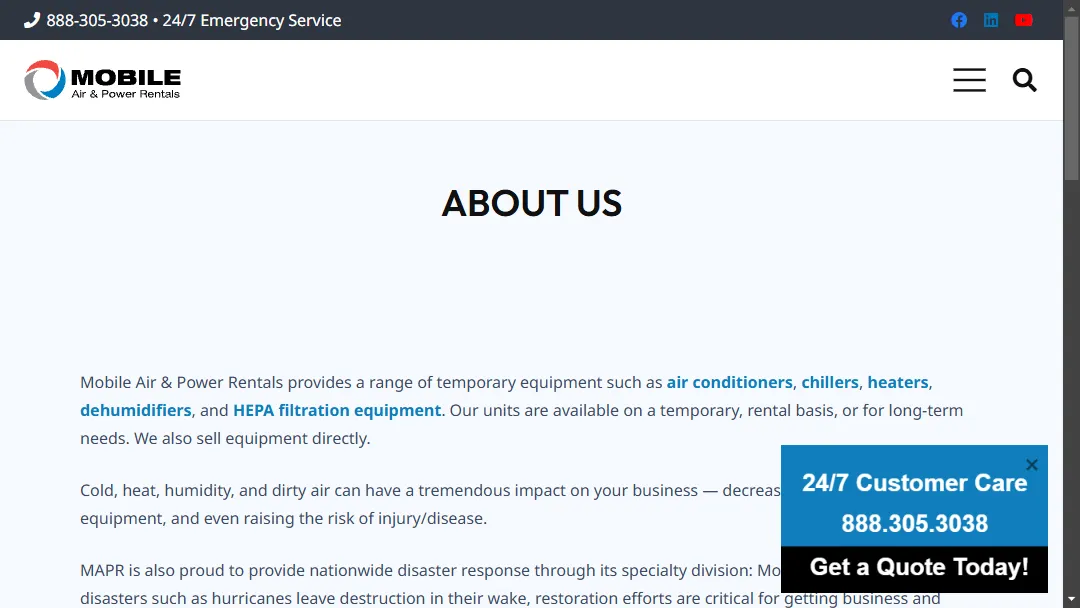 888-305-3038 • 24/7 Emergency Service
MOBILE
Air & Power Rentals
ABOUT US
Mobile Air & Power Rentals provides a range of temporary equipment such as air conditioners, chillers, heaters,
dehumidifiers, and HEPA filtration equipment. Our units are available on a temporary, rental basis, or for long-term
needs. We also sell equipment directly.
Cold, heat, humidity, and dirty air can have a tremendous impact on your business — decreas
equipment, and even raising the risk of injury/disease.
MAPR is also proud to provide nationwide disaster response through its specialty division: Mo
disasters such as hurricanes leave destruction in their wake, restoration efforts are critical for getting business and
24/7 Customer Care
888.305.3038
Get a Quote Today!